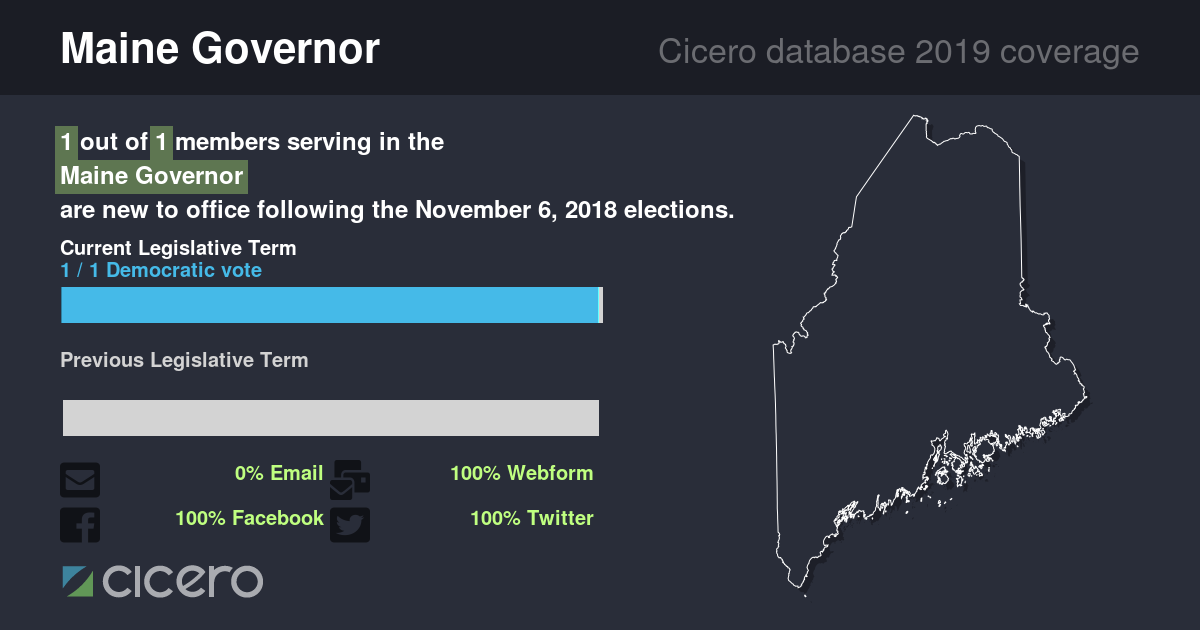 Maine Governor
Cicero database 2019 coverage
1 out of 1 members serving in the
Maine Governor
are new to office following the November 6, 2018 elections.
Current Legislative Term
1 / 1 Democratic vote
Previous Legislative Term
0% Email
100% Webform
100% Facebook
100% Twitter
cicero